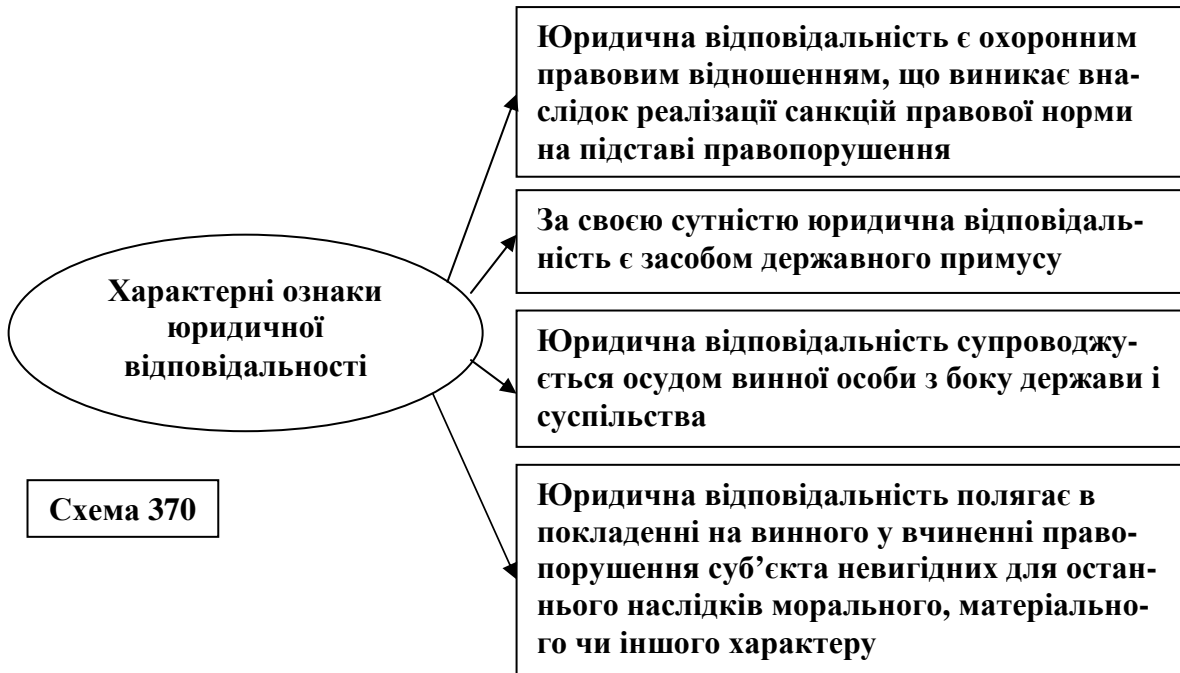 Юридична відповідальність є охоронним
правовим відношенням, що виникає вна-
слідок реалізації санкцій правової норми
на підставі правопорушення
За своєю сутністю юридична відповідаль-
ність є засобом державного примусу
Характерні ознаки
юридичної
відповідальності
Юридична відповідальність супроводжу-
ється осудом винної особи з боку держави і
суспільства
Схема 370
Юридична відповідальність полягає в
покладенні на винного у вчиненні право-
порушення суб’єкта невигідних для остан-
нього наслідків морального, матеріально-
го чи іншого характеру